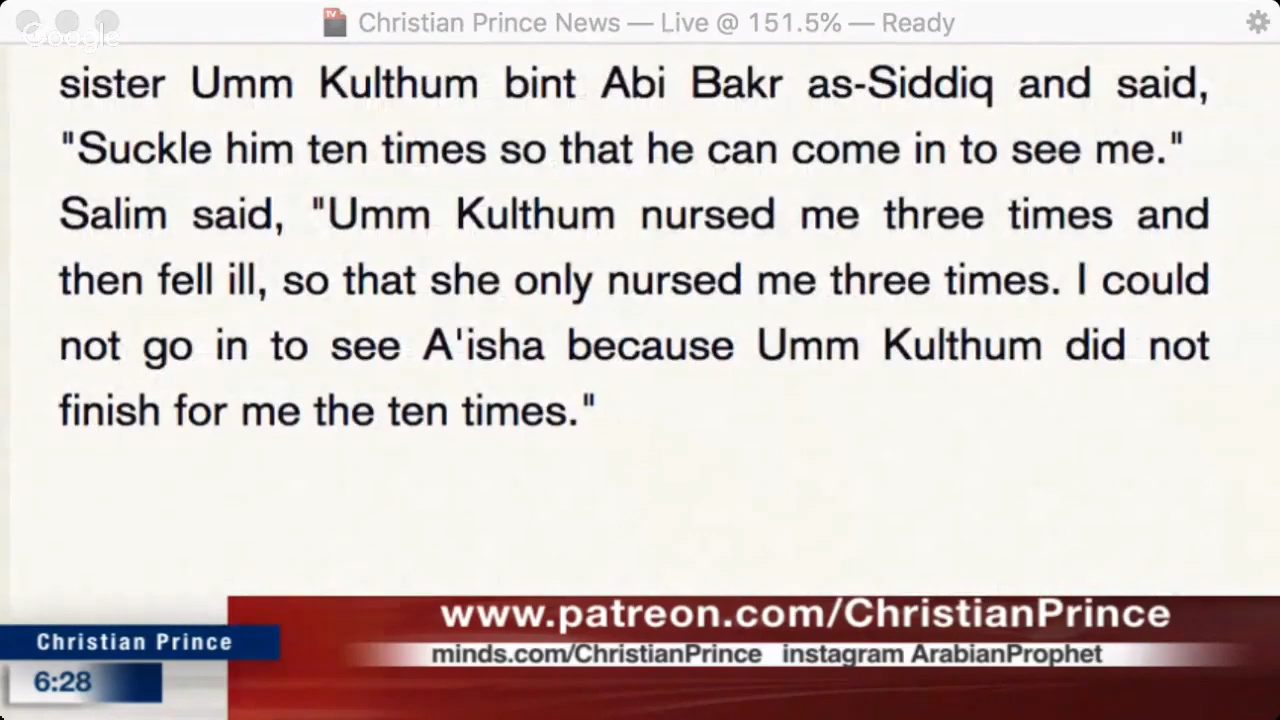 Christian Prince News — Live @ 151.5% — Ready
Google
sister Umm Kulthum bint Abi Bakr as-Siddiq and said,
"Suckle him ten times so that he can come in to see me."
Salim said, "Umm Kulthum nursed me three times and
then fell ill, so that she only nursed me three times. I could
not go in to see A'isha because Umm Kulthum did not
finish for me the ten times."
www.patreon.com/ChristianPrince
Christian Prince
minds.com/ChristianPrince instagram ArabianProphet
6:28